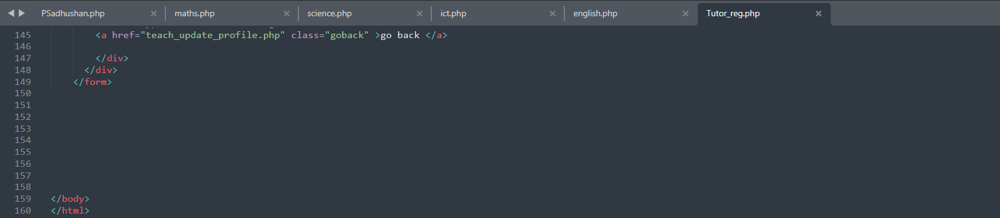 PSadhushan.php × maths.php × science.php × ict.php × english.php × Tutor_reg.php ×
145 <a href="teach_update_profile.php" class="goback" >go back </a>
146
147 </div>
148 </div>
149 </form>
150
151
152
153
154
155
156
157
158
159 </body>
160 </html>